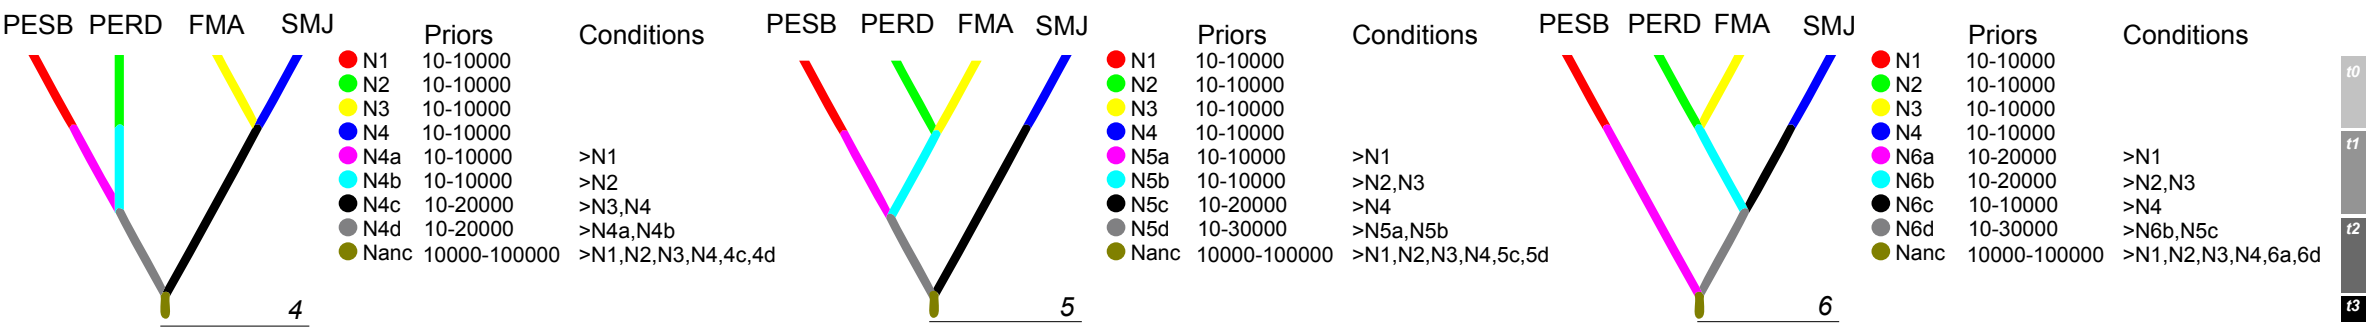 PESB PERD FMA SMJ
Priors Conditions
N1 10-10000
N2 10-10000
N3 10-10000
N4 10-10000
N4a 10-10000 >N1
N4b 10-10000 >N2
N4c 10-20000 >N3,N4
N4d 10-20000 >N4a,N4b
Nanc 10000-100000 >N1,N2,N3,N4,4c,4d
4
PESB PERD FMA SMJ
Priors Conditions
N1 10-10000
N2 10-10000
N3 10-10000
N4 10-10000
N5a 10-10000 >N1
N5b 10-10000 >N2,N3
N5c 10-20000 >N4
N5d 10-30000 >N5a,N5b
Nanc 10000-100000 >N1,N2,N3,N4,5c,5d
5
PESB PERD FMA SMJ
Priors Conditions
N1 10-10000
N2 10-10000
N3 10-10000
N4 10-10000
N6a 10-20000 >N1
N6b 10-20000 >N2,N3
N6c 10-10000 >N4
N6d 10-30000 >N6b,N5c
Nanc 10000-100000 >N1,N2,N3,N4,6a,6d
6
t0
t1
t2
t3